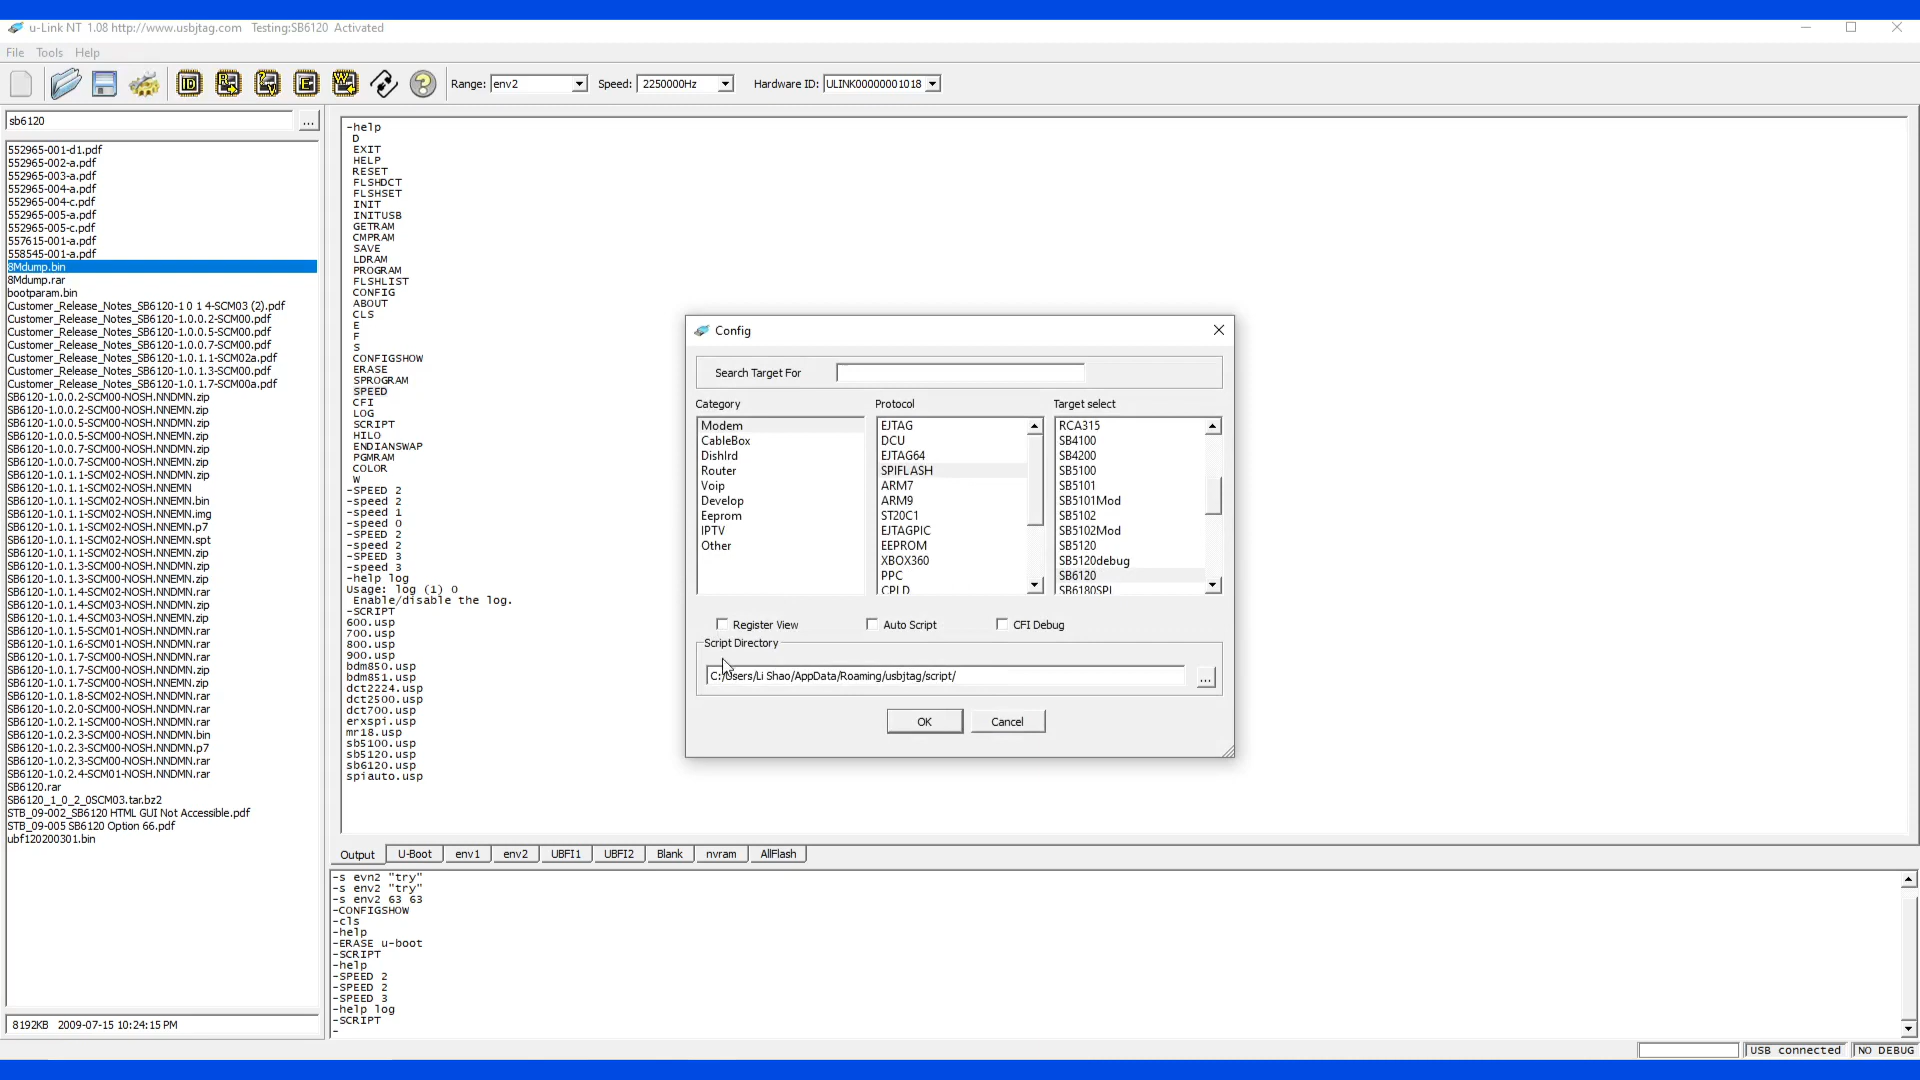 u-Link NT 1.08 http://www.usbjtag.com Testing:SB6120 Activated
File Tools Help
ID R V E W ?
Range: env2 Speed: 2250000Hz Hardware ID: ULINK00000001018
sb6120
...
552965-001-d1.pdf
552965-002-a.pdf
552965-003-a.pdf
552965-004-a.pdf
552965-004-c.pdf
552965-005-a.pdf
552965-005-c.pdf
557615-001-a.pdf
558545-001-a.pdf
8Mdump.bin
8Mdump.rar
bootparam.bin
Customer_Release_Notes_SB6120-1 0 1 4-SCM03 (2).pdf
Customer_Release_Notes_SB6120-1.0.0.2-SCM00.pdf
Customer_Release_Notes_SB6120-1.0.0.5-SCM00.pdf
Customer_Release_Notes_SB6120-1.0.0.7-SCM00.pdf
Customer_Release_Notes_SB6120-1.0.1.1-SCM02a.pdf
Customer_Release_Notes_SB6120-1.0.1.3-SCM00.pdf
Customer_Release_Notes_SB6120-1.0.1.7-SCM00a.pdf
SB6120-1.0.0.2-SCM00-NOSH.NNDMN.zip
SB6120-1.0.0.2-SCM00-NOSH.NNEMN.zip
SB6120-1.0.0.5-SCM00-NOSH.NNDMN.zip
SB6120-1.0.0.5-SCM00-NOSH.NNEMN.zip
SB6120-1.0.0.7-SCM00-NOSH.NNDMN.zip
SB6120-1.0.0.7-SCM00-NOSH.NNEMN.zip
SB6120-1.0.1.1-SCM02-NOSH.NNDMN.zip
SB6120-1.0.1.1-SCM02-NOSH.NNEMN
SB6120-1.0.1.1-SCM02-NOSH.NNEMN.bin
SB6120-1.0.1.1-SCM02-NOSH.NNEMN.img
SB6120-1.0.1.1-SCM02-NOSH.NNEMN.p7
SB6120-1.0.1.1-SCM02-NOSH.NNEMN.spt
SB6120-1.0.1.1-SCM02-NOSH.NNEMN.zip
SB6120-1.0.1.3-SCM00-NOSH.NNDMN.zip
SB6120-1.0.1.3-SCM00-NOSH.NNEMN.zip
SB6120-1.0.1.4-SCM02-NOSH.NNDMN.rar
SB6120-1.0.1.4-SCM03-NOSH.NNDMN.zip
SB6120-1.0.1.4-SCM03-NOSH.NNEMN.zip
SB6120-1.0.1.5-SCM01-NOSH.NNDMN.rar
SB6120-1.0.1.6-SCM01-NOSH.NNDMN.rar
SB6120-1.0.1.7-SCM00-NOSH.NNDMN.rar
SB6120-1.0.1.7-SCM00-NOSH.NNDMN.zip
SB6120-1.0.1.7-SCM00-NOSH.NNEMN.zip
SB6120-1.0.1.8-SCM02-NOSH.NNDMN.rar
SB6120-1.0.2.0-SCM00-NOSH.NNDMN.rar
SB6120-1.0.2.1-SCM00-NOSH.NNDMN.rar
SB6120-1.0.2.3-SCM00-NOSH.NNDMN.bin
SB6120-1.0.2.3-SCM00-NOSH.NNDMN.p7
SB6120-1.0.2.3-SCM00-NOSH.NNDMN.rar
SB6120-1.0.2.4-SCM01-NOSH.NNDMN.rar
SB6120.rar
SB6120_1_0_2_0SCM03.tar.bz2
STB_09-002_SB6120 HTML GUI Not Accessible.pdf
STB_09-005 SB6120 Option 66.pdf
ubf120200301.bin
8192KB 2009-07-15 10:24:15PM
-help
D
EXIT
HELP
RESET
FLSHDCT
FLSHSET
INIT
INITUSB
GETRAM
CMPRAM
SAVE
LDRAM
PROGRAM
FLSHLIST
CONFIG
ABOUT
CLS
E
F
S
CONFIGSHOW
ERASE
SPROGRAM
SPEED
CFI
LOG
SCRIPT
HILO
ENDIANSWAP
PGMRAM
COLOR
W
-SPEED 2
-speed 2
-speed 1
-speed 0
-SPEED 2
-speed 2
-SPEED 3
-speed 3
-help log
Usage: log (1) 0
Enable/disable the log.
-SCRIPT
600.usp
700.usp
800.usp
900.usp
bdm850.usp
bdm851.usp
dct2224.usp
dct2500.usp
dct700.usp
erxspi.usp
mr18.usp
sb5100.usp
sb5120.usp
sb6120.usp
spiauto.usp
Config
Search Target For
Category Protocol Target select
Modem
CableBox
Dishlrd
Router
Voip
Develop
Eeprom
IPTV
Other
EJTAG
DCU
EJTAG64
SPIFLASH
ARM7
ARM9
ST20C1
EJTAGPIC
EEPROM
XBOX360
PPC
CPLD
RCA315
SB4100
SB4200
SB5100
SB5101
SB5101Mod
SB5102
SB5102Mod
SB5120
SB5120debug
SB6120
SB6180SPI
Register View Auto Script CFI Debug
Script Directory
C:/Users/Li Shao/AppData/Roaming/usbjtag/script/
...
OK Cancel
Output U-Boot env1 env2 UBFI1 UBFI2 Blank nvram AllFlash
-s evn2 "try"
-s env2 "try"
-s env2 63 63
-CONFIGSHOW
-cls
-help
-ERASE u-boot
-SCRIPT
-help
-SPEED 2
-SPEED 2
-SPEED 3
-help log
-SCRIPT
-
USB connected NO DEBUG